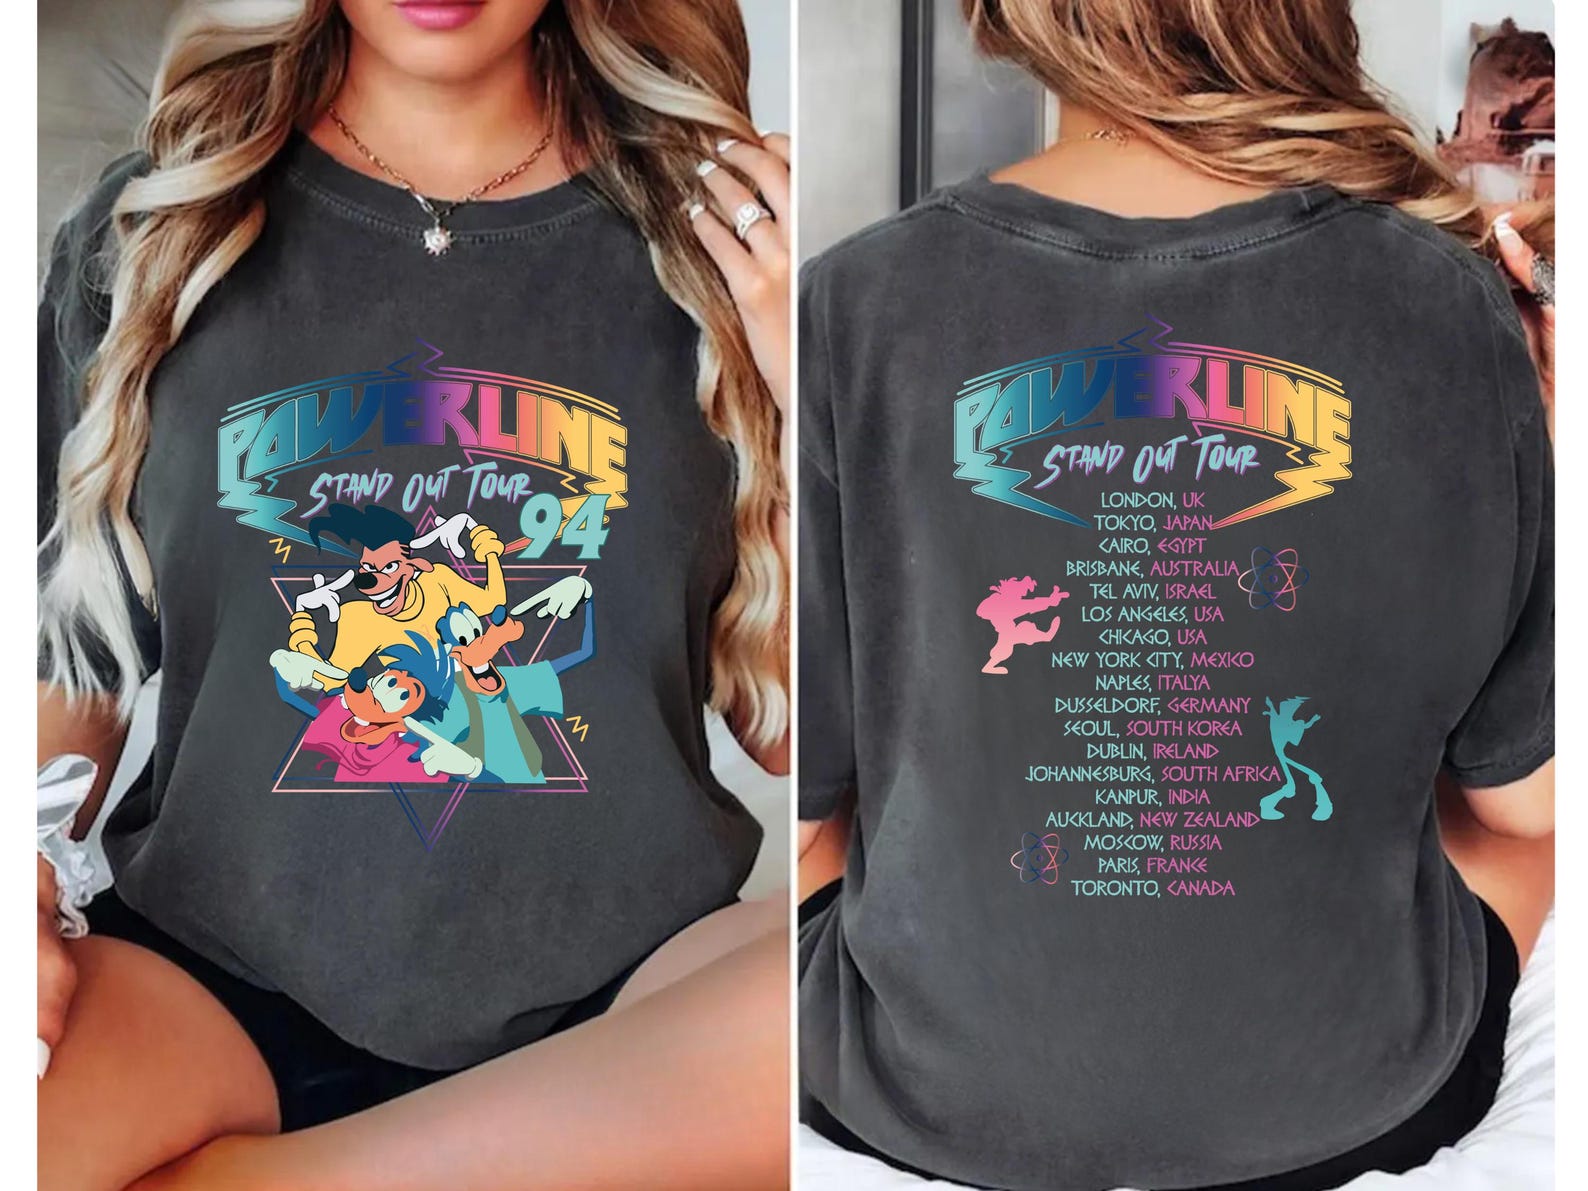 POWERLINE
STAND OUT TOUR
94
POWERLINE
STAND OUT TOUR
LONDON, UK
TOKYO, JAPAN
CAIRO, EGYPT
BRISBANE, AUSTRALIA
TEL AVIV, ISRAEL
LOS ANGELES, USA
CHICAGO, USA
NEW YORK CITY, MEXICO
NAPLES, ITALYA
DUSSELDORF, GERMANY
SEOUL, SOUTH KOREA
DUBLIN, IRELAND
JOHANNESBURG, SOUTH AFRICA
KANPUR, INDIA
AUCKLAND, NEW ZEALAND
MOSCOW, RUSSIA
PARIS, FRANCE
TORONTO, CANADA